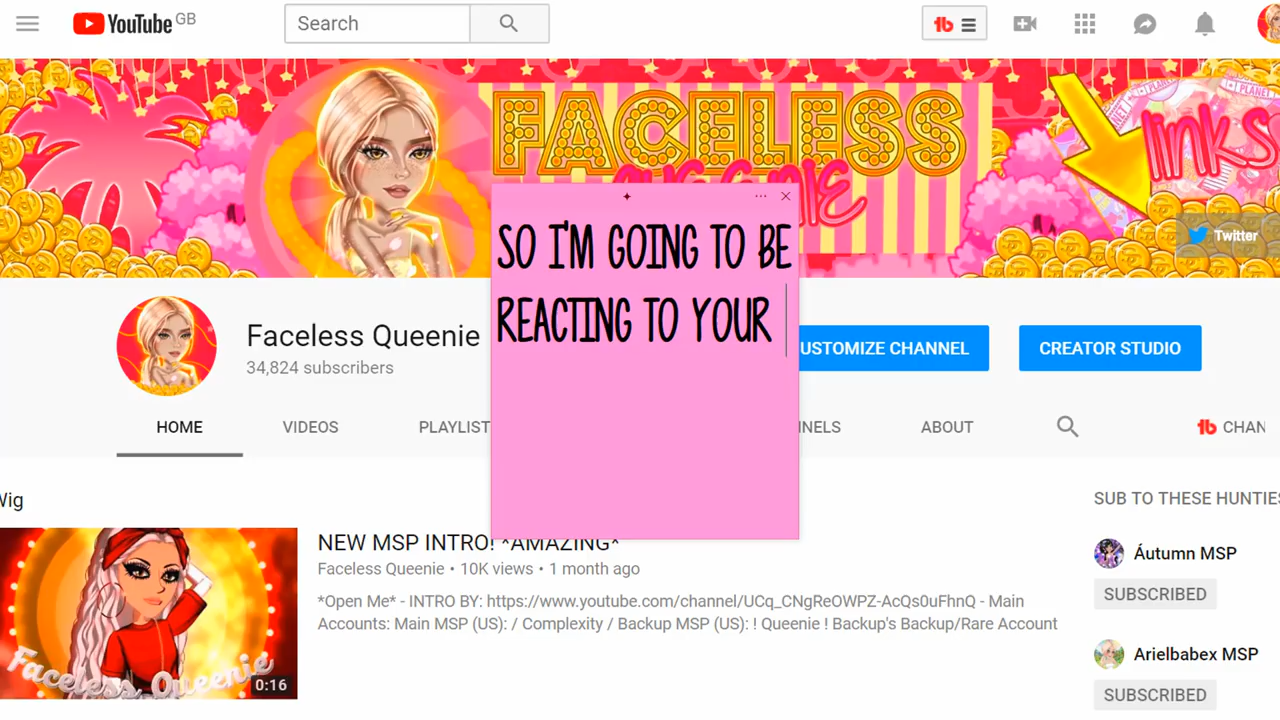 YouTube GB
Search
FACELESS
links
PLANET
Twitter
SO I'M GOING TO BE
REACTING TO YOUR
Faceless Queenie
34,824 subscribers
CUSTOMIZE CHANNEL
CREATOR STUDIO
HOME
VIDEOS
PLAYLIST
NELS
ABOUT
CHAN
Wig
SUB TO THESE HUNTIES
NEW MSP INTRO! *AMAZING*
Faceless Queenie • 10K views • 1 month ago
*Open Me* - INTRO BY: https://www.youtube.com/channel/UCq_CNgReOWPZ-AcQs0uFhnQ - Main
Accounts: Main MSP (US): / Complexity / Backup MSP (US): ! Queenie ! Backup's Backup/Rare Account
Faceless Queenie
0:16
Áutumn MSP
SUBSCRIBED
Arielbabex MSP
SUBSCRIBED